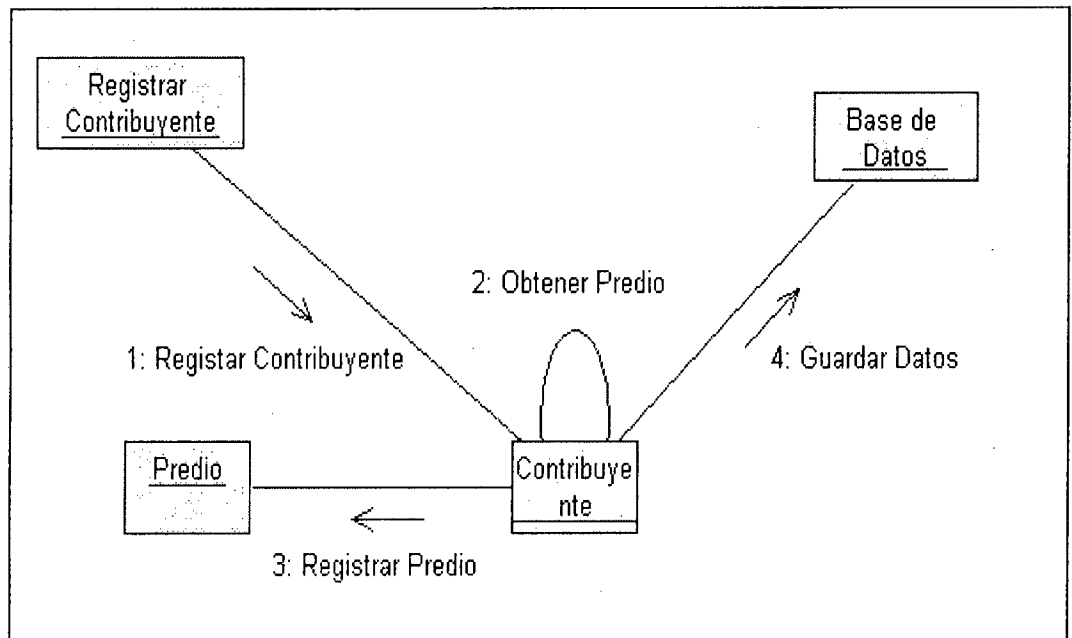 Registrar
Contribuyente
Base de
Datos
2: Obtener Predio
1: Registar Contribuyente
4: Guardar Datos
Predio
Contribuye
nte
3: Registrar Predio